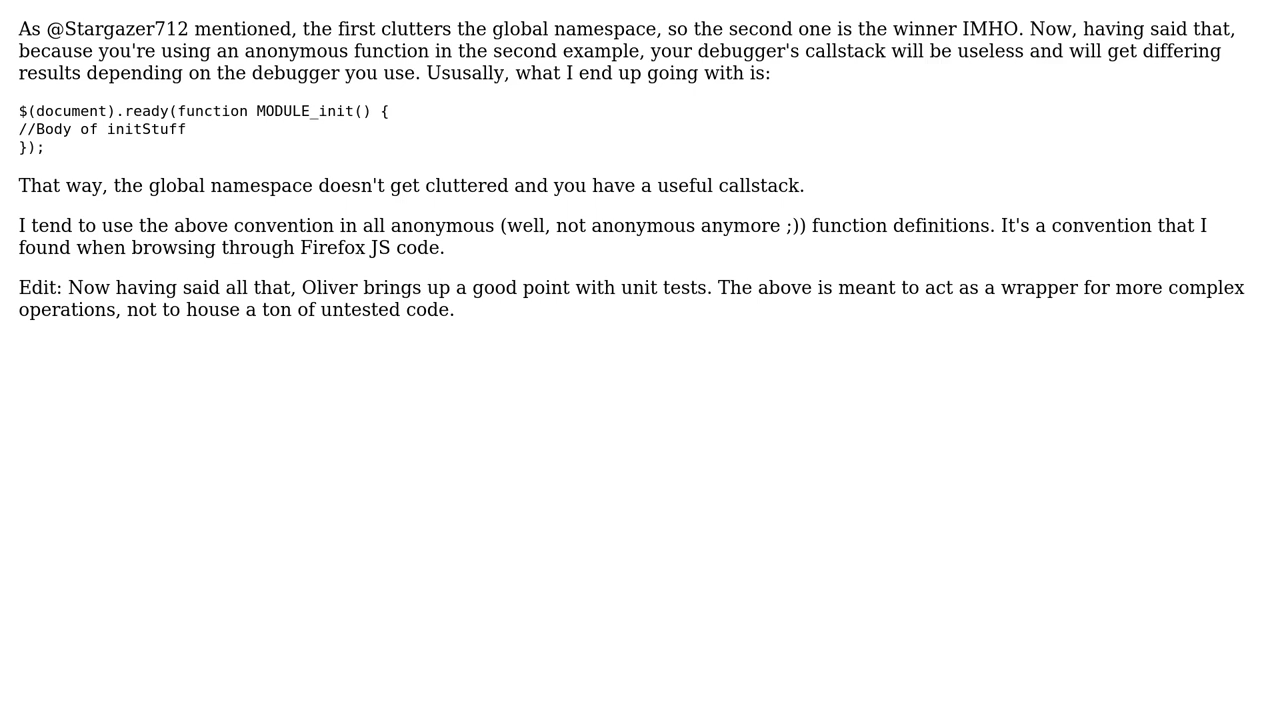 As @Stargazer712 mentioned, the first clutters the global namespace, so the second one is the winner IMHO. Now, having said that,
because you're using an anonymous function in the second example, your debugger's callstack will be useless and will get differing
results depending on the debugger you use. Ususally, what I end up going with is:
$(document).ready(function MODULE_init() {
//Body of initStuff
});
That way, the global namespace doesn't get cluttered and you have a useful callstack.
I tend to use the above convention in all anonymous (well, not anonymous anymore ;)) function definitions. It's a convention that I
found when browsing through Firefox JS code.
Edit: Now having said all that, Oliver brings up a good point with unit tests. The above is meant to act as a wrapper for more complex
operations, not to house a ton of untested code.